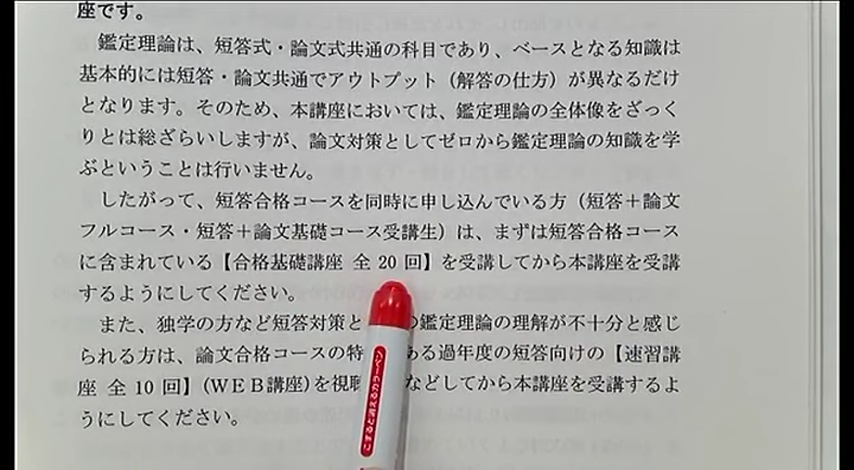 座です。
鑑定理論は、短答式・論文式共通の科目であり、ベースとなる知識は
基本的には短答・論文共通でアウトプット（解答の仕方）が異なるだけ
となります。そのため、本講座においては、鑑定理論の全体像をざっく
りとは総ざらいしますが、論文対策としてゼロから鑑定理論の知識を学
ぶということは行いません。
したがって、短答合格コースを同時に申し込んでいる方（短答＋論文
フルコース・短答＋論文基礎コース受講生）は、まずは短答合格コース
に含まれている【合格基礎講座 全 20 回】を受講してから本講座を受講
するようにしてください。
また、独学の方など短答対策と の鑑定理論の理解が不十分と感じ
られる方は、論文合格コースの特 ある過年度の短答向けの【速習講
座 全 10 回】（ＷＥＢ講座）を視聴 などしてから本講座を受講するよ
うにしてください。
こすると消えるカラーペン